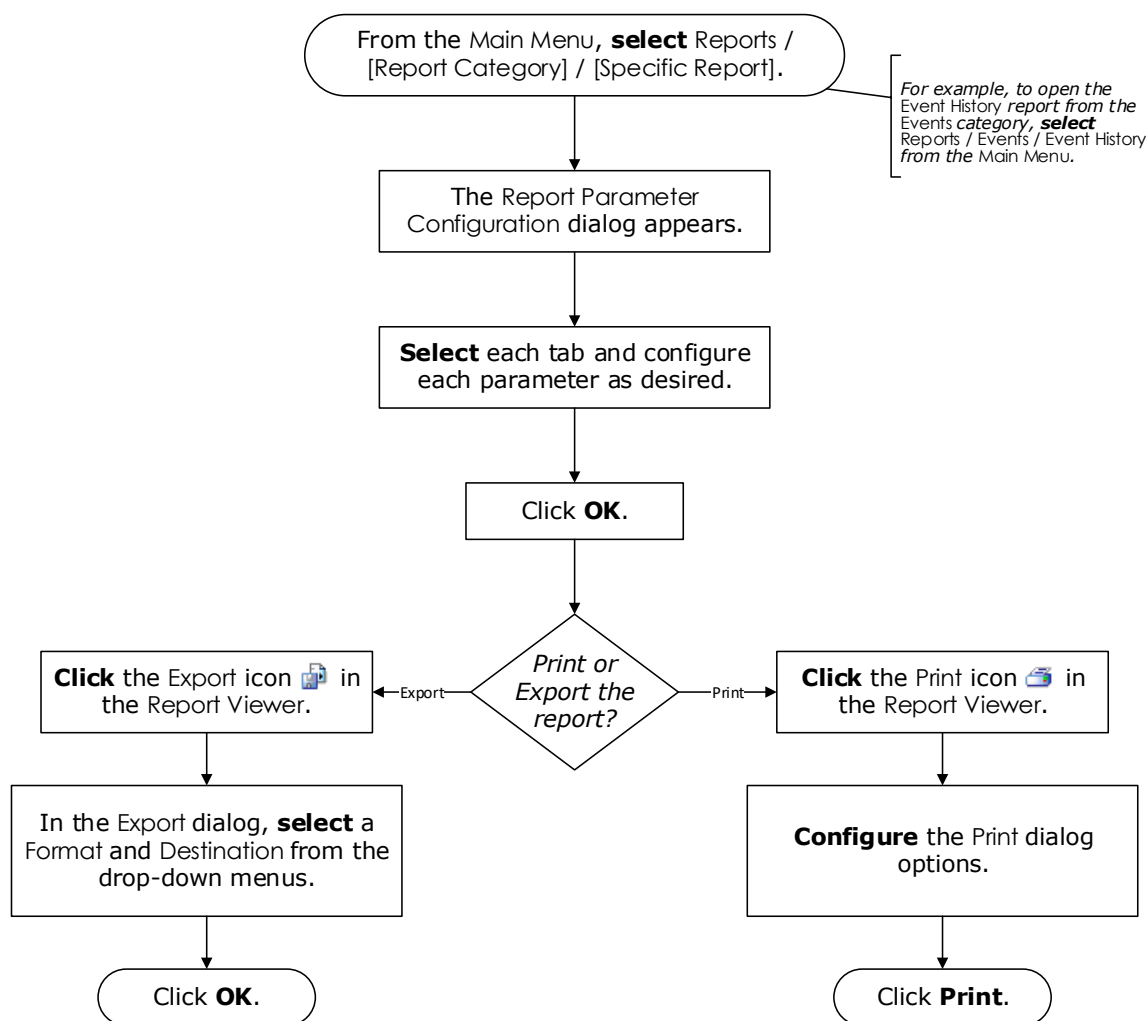 From the Main Menu, select Reports /
[Report Category] / [Specific Report].
For example, to open the
Event History report from the
Events category, select
Reports / Events / Event History
from the Main Menu.
The Report Parameter
Configuration dialog appears.
Select each tab and configure
each parameter as desired.
Click OK.
Print or
Export the
report?
Export
Print
Click the Export icon in
the Report Viewer.
Click the Print icon in
the Report Viewer.
In the Export dialog, select a
Format and Destination from the
drop-down menus.
Configure the Print dialog
options.
Click OK.
Click Print.